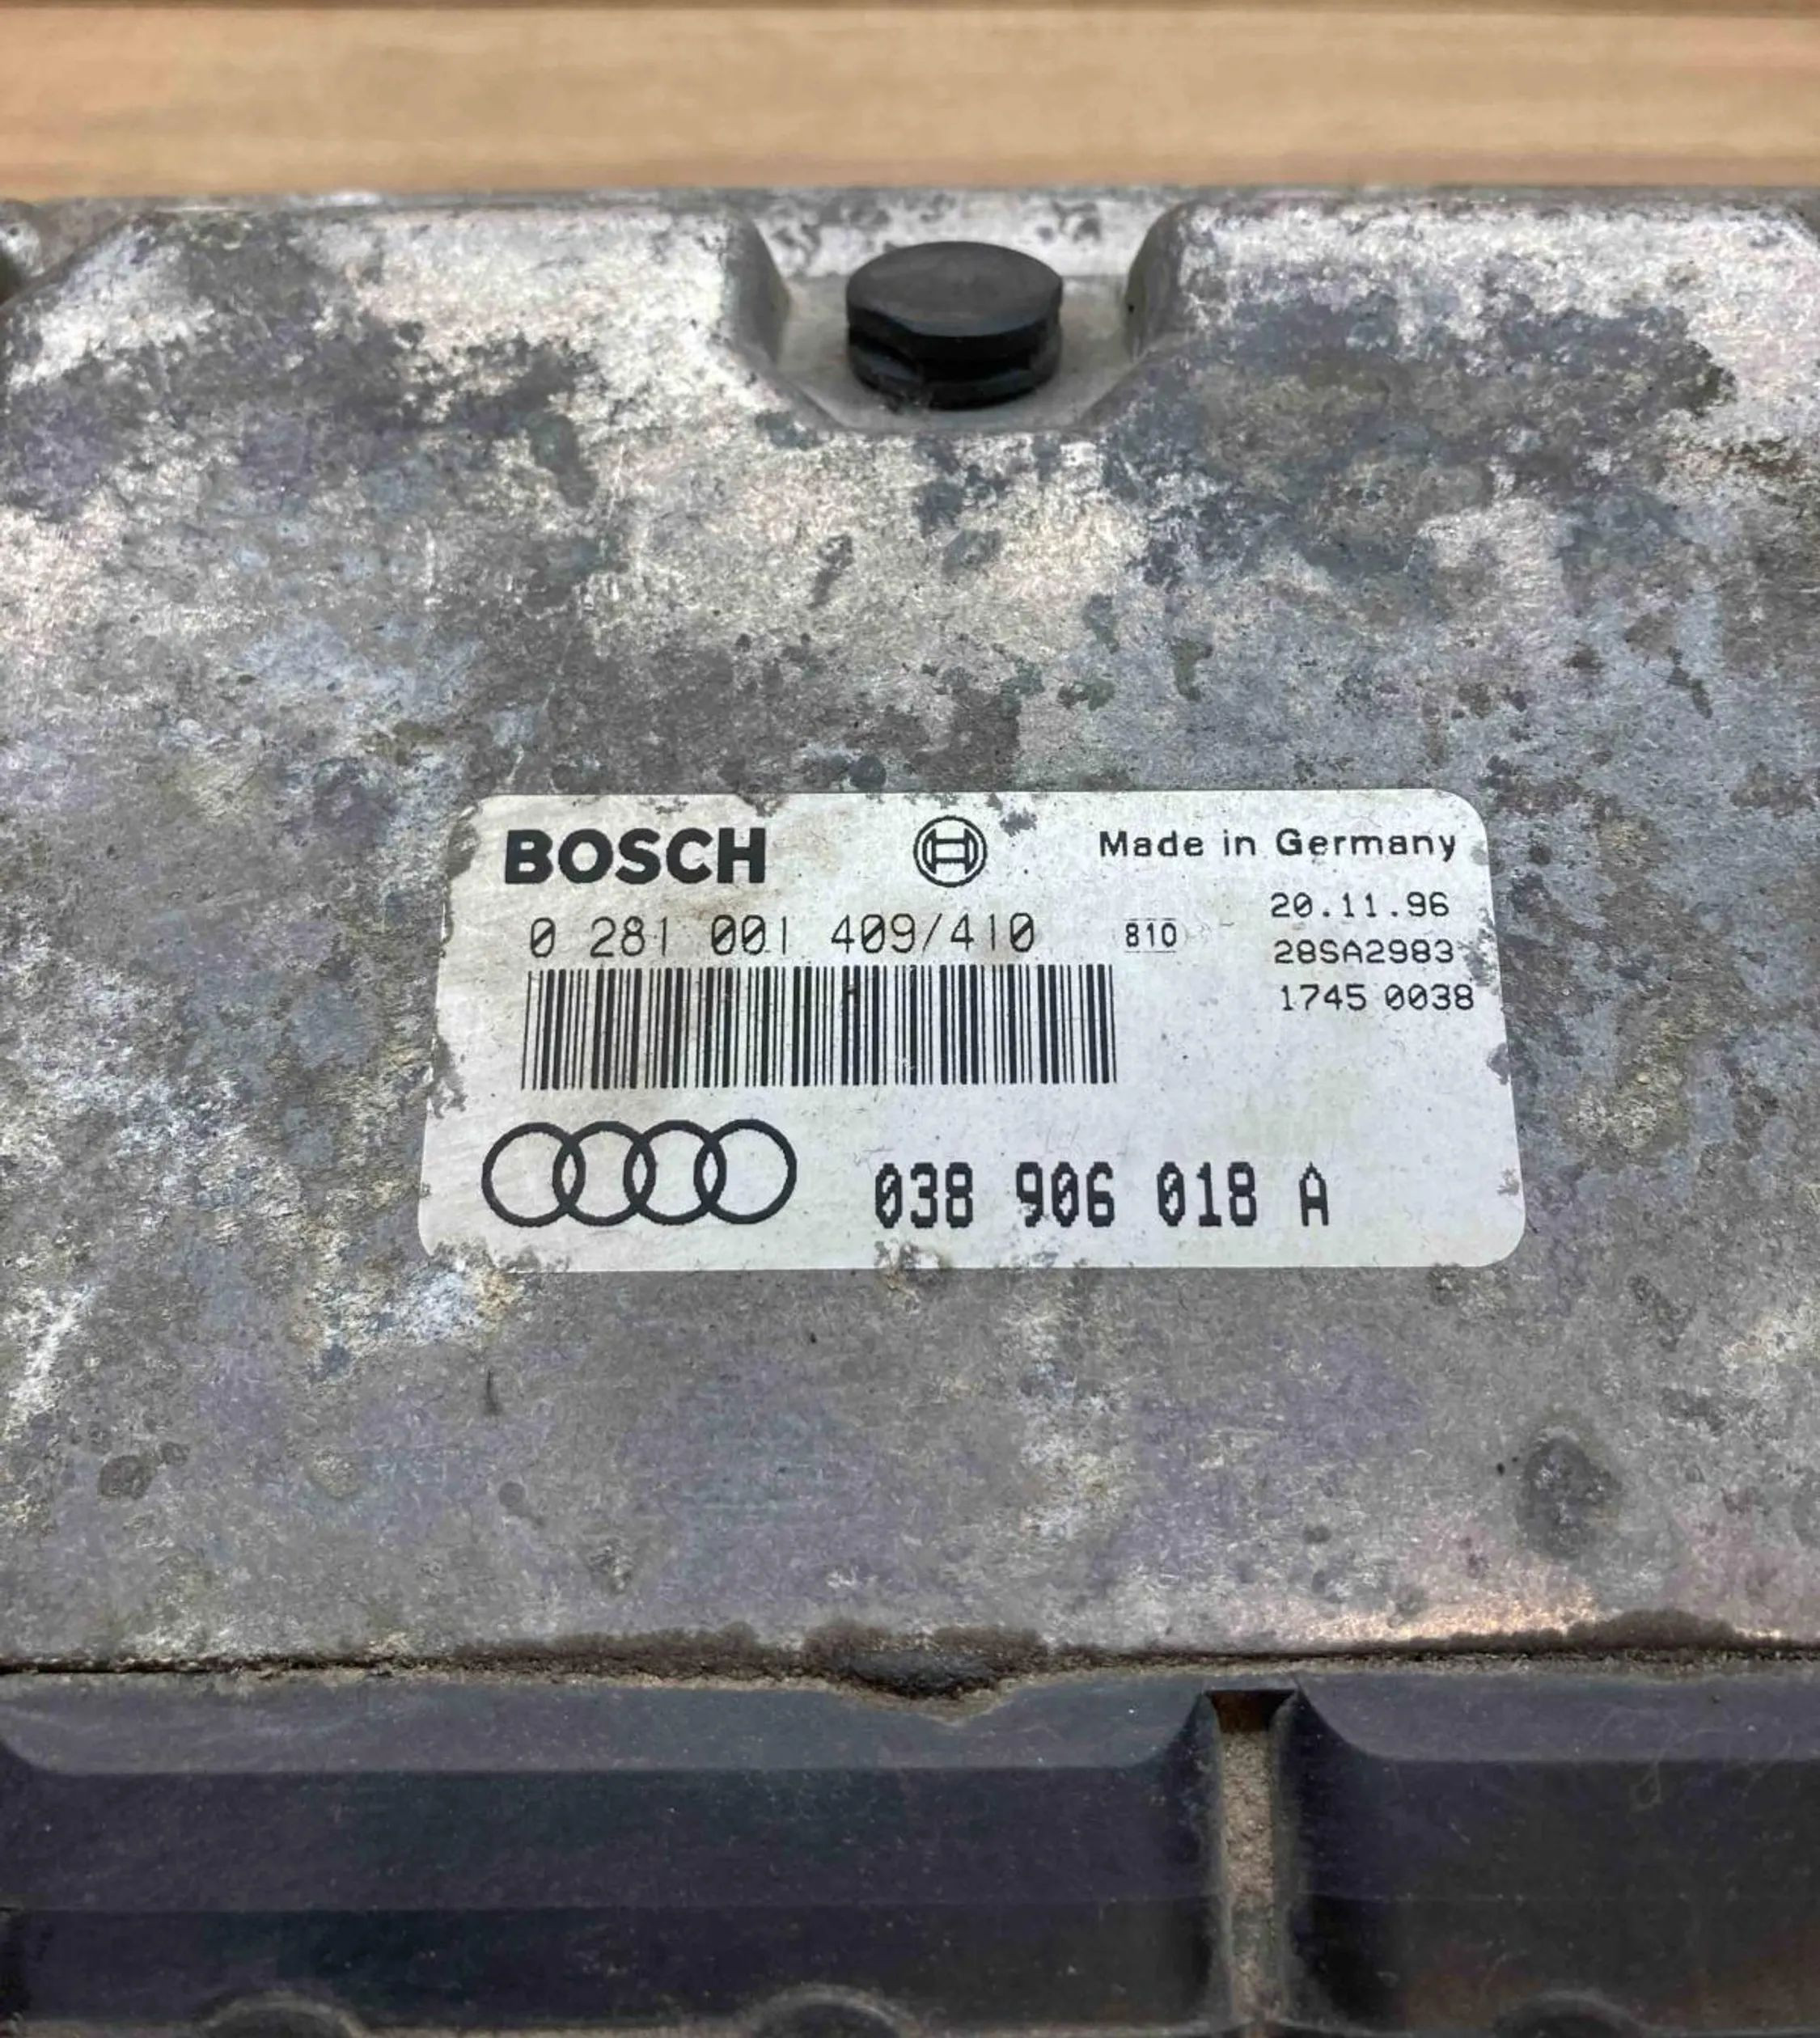 BOSCH Made in Germany
20.11.96
0 281 001 409/410 810
28SA2983
1745 0038
038 906 018 A